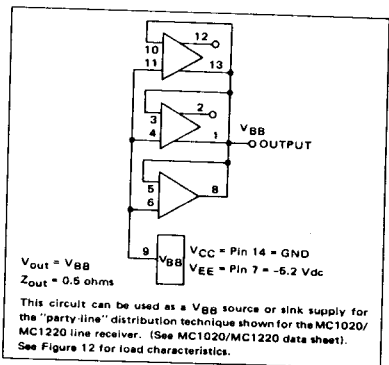 12
10
11
13
3
2
4
1
VBB
OUTPUT
5
8
6
9
VBB
VCC = Pin 14 = GND
VEE = Pin 7 = -5.2 Vdc
Vout = VBB
Zout = 0.5 ohms
This circuit can be used as a VBB source or sink supply for
the "party-line" distribution technique shown for the MC1020/
MC1220 line receiver. (See MC1020/MC1220 data sheet).
See Figure 12 for load characteristics.